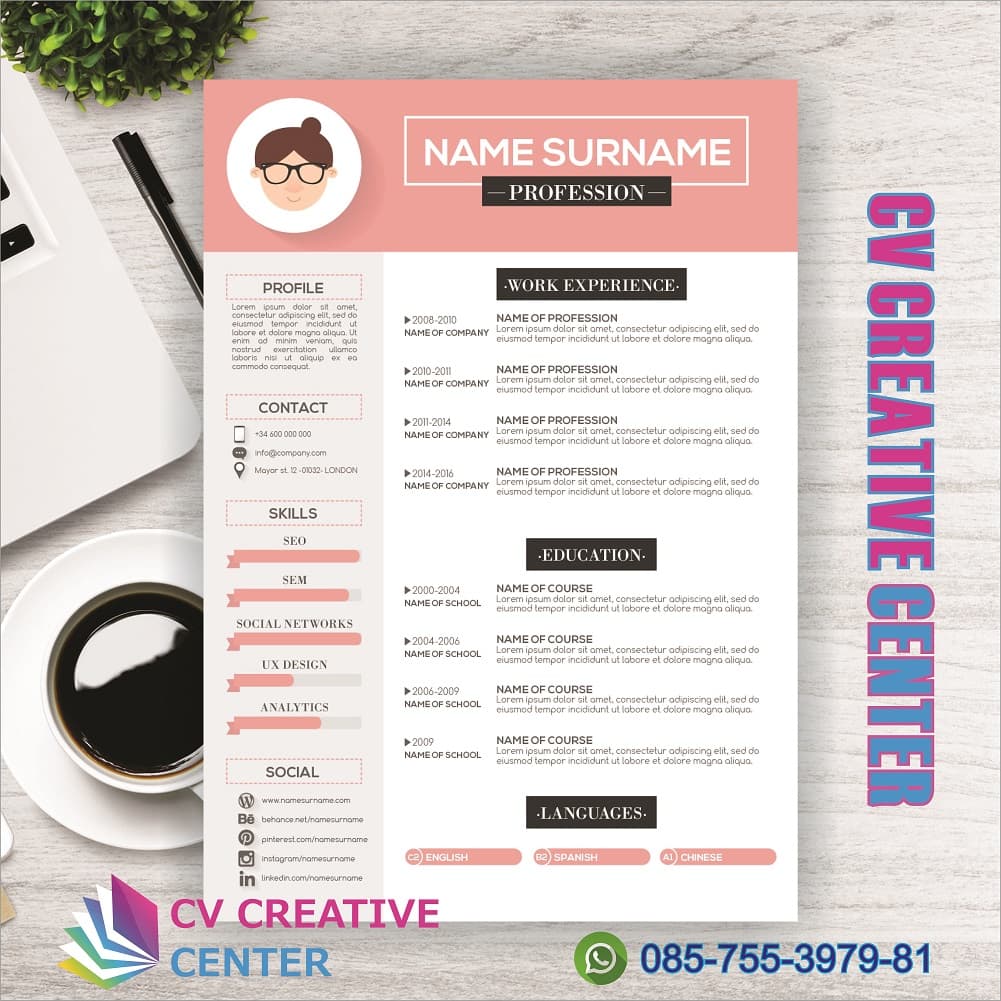 NAME SURNAME
PROFESSION
PROFILE
Lorem ipsum dolor sit amet, consectetur adipiscing elit, sed do eiusmod tempor incididunt ut labore et dolore magna aliqua. Ut enim ad minim veniam, quis nostrud exercitation ullamco laboris nisi ut aliquip ex ea commodo consequat.
CONTACT
+34 600 000 000
info@company.com
Mayor st. 12 -01032- LONDON
SKILLS
SEO
SEM
SOCIAL NETWORKS
UX DESIGN
ANALYTICS
SOCIAL
www.namesurname.com
Bē behance.net/namesurname
pinterest.com/namesurname
instagram/namesurname
in linkedin.com/namesurname
·WORK EXPERIENCE·
2008-2010
NAME OF COMPANY
NAME OF PROFESSION
Lorem ipsum dolor sit amet, consectetur adipiscing elit, sed do
eiusmod tempor incididunt ut labore et dolore magna aliqua.
2010-2011
NAME OF COMPANY
NAME OF PROFESSION
Lorem ipsum dolor sit amet, consectetur adipiscing elit, sed do
eiusmod tempor incididunt ut labore et dolore magna aliqua.
2011-2014
NAME OF COMPANY
NAME OF PROFESSION
Lorem ipsum dolor sit amet, consectetur adipiscing elit, sed do
eiusmod tempor incididunt ut labore et dolore magna aliqua.
2014-2016
NAME OF COMPANY
NAME OF PROFESSION
Lorem ipsum dolor sit amet, consectetur adipiscing elit, sed do
eiusmod tempor incididunt ut labore et dolore magna aliqua.
·EDUCATION·
2000-2004
NAME OF SCHOOL
NAME OF COURSE
Lorem ipsum dolor sit amet, consectetur adipiscing elit, sed do
eiusmod tempor incididunt ut labore et dolore magna aliqua.
2004-2006
NAME OF SCHOOL
NAME OF COURSE
Lorem ipsum dolor sit amet, consectetur adipiscing elit, sed do
eiusmod tempor incididunt ut labore et dolore magna aliqua.
2006-2009
NAME OF SCHOOL
NAME OF COURSE
Lorem ipsum dolor sit amet, consectetur adipiscing elit, sed do
eiusmod tempor incididunt ut labore et dolore magna aliqua.
2009
NAME OF SCHOOL
NAME OF COURSE
Lorem ipsum dolor sit amet, consectetur adipiscing elit, sed do
eiusmod tempor incididunt ut labore et dolore magna aliqua.
·LANGUAGES·
C2 ENGLISH
B2 SPANISH
A1 CHINESE
CV CREATIVE CENTER
CV CREATIVE
CENTER
085-755-3979-81